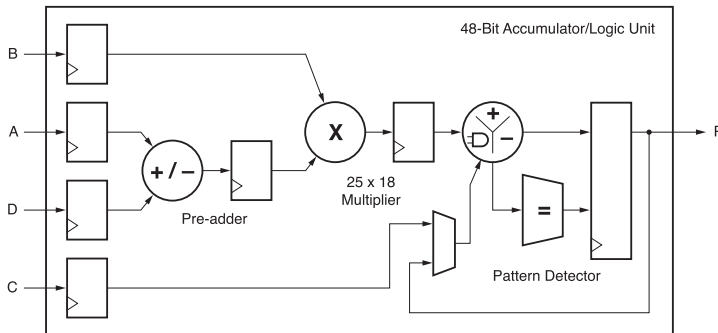 48-Bit Accumulator/Logic Unit
B
A
D
C
+ / −
Pre-adder
X
25 x 18
Multiplier
+
−
=
Pattern Detector
P